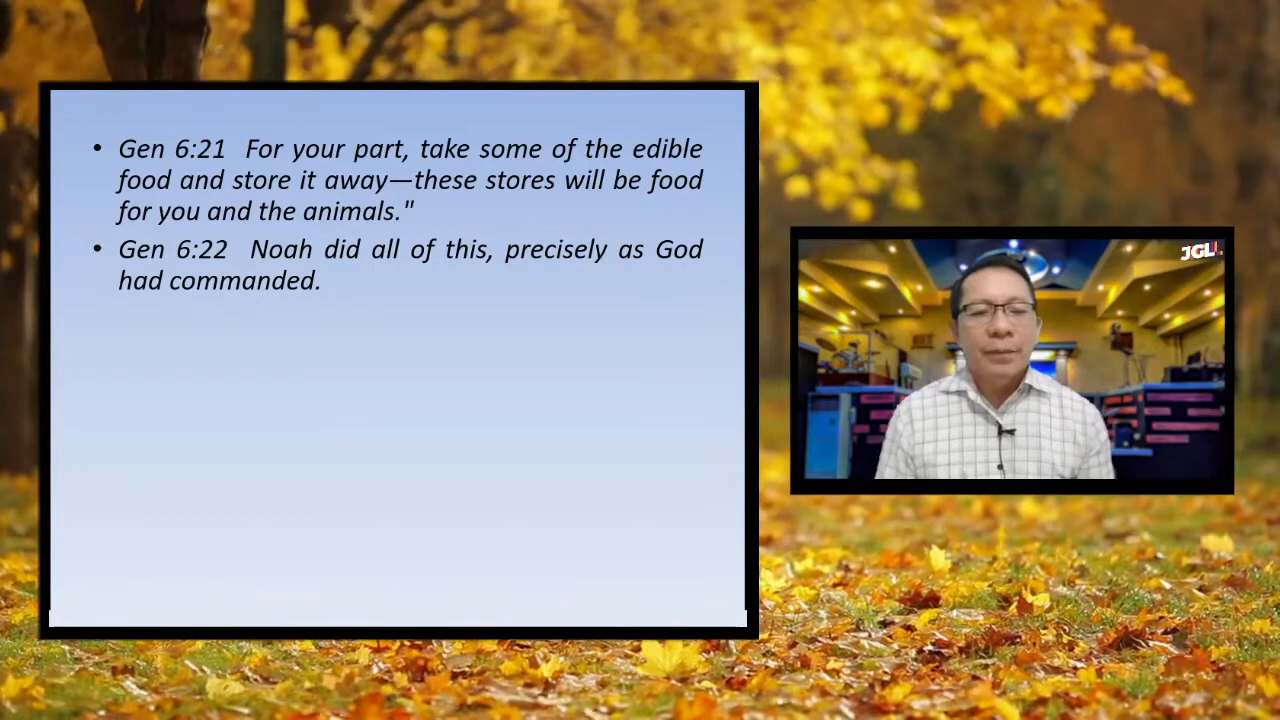 • Gen 6:21 For your part, take some of the edible
food and store it away—these stores will be food
for you and the animals."
• Gen 6:22 Noah did all of this, precisely as God
had commanded.
JGLI